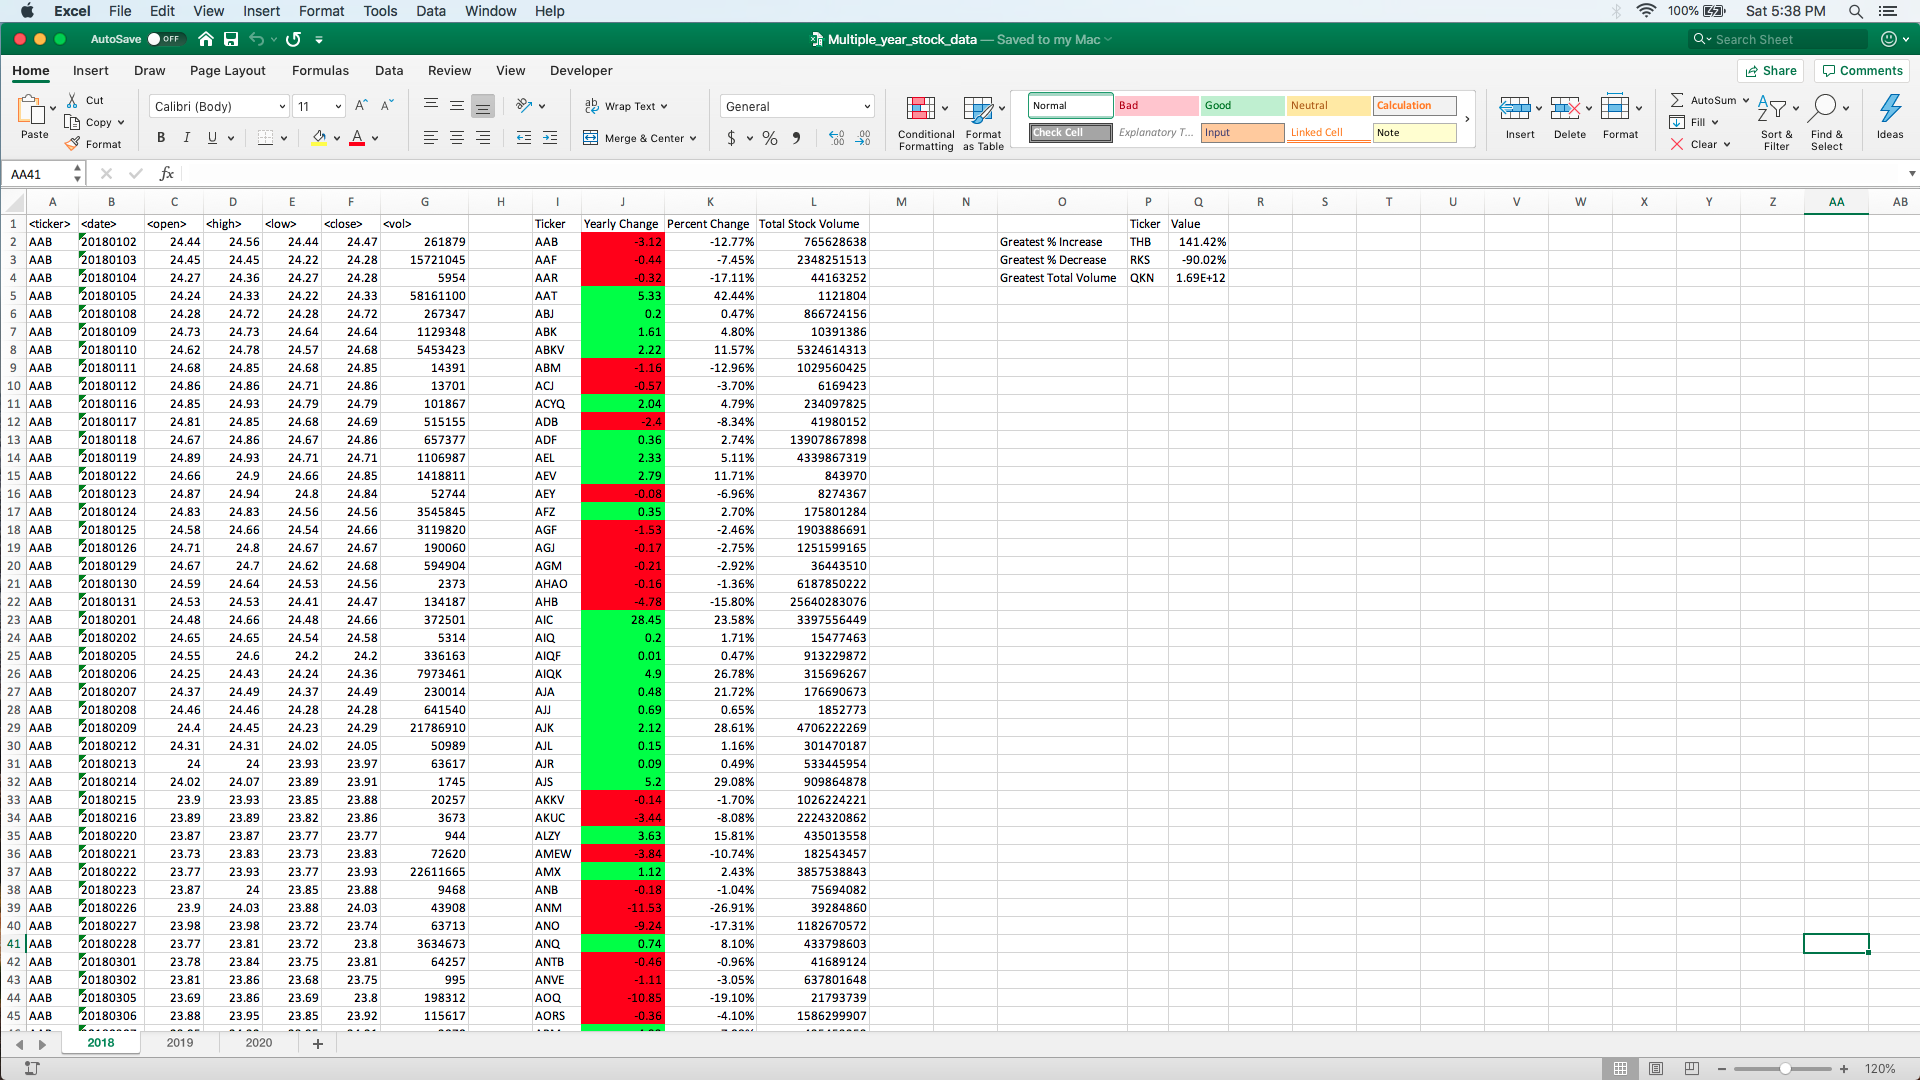 Excel File Edit View Insert Format Tools Data Window Help 100% Sat 5:38 PM
AutoSave OFF Multiple_year_stock_data — Saved to my Mac Search Sheet
Home Insert Draw Page Layout Formulas Data Review View Developer Share Comments
Paste Cut Copy Format Calibri (Body) 11 Wrap Text Merge & Center General Conditional Formatting Format as Table Normal Bad Good Neutral Calculation Check Cell Explanatory T... Input Linked Cell Note Insert Delete Format AutoSum Fill Clear Sort & Filter Find & Select Ideas
AA41 fx
A B C D E F G H I J K L M N O P Q R S T U V W X Y Z AA AB
1 <ticker> <date> <open> <high> <low> <close> <vol> Ticker Yearly Change Percent Change Total Stock Volume Ticker Value
2 AAB 20180102 24.44 24.56 24.44 24.47 261879 AAB -3.12 -12.77% 765628638 Greatest % Increase THB 141.42%
3 AAB 20180103 24.45 24.45 24.22 24.28 15721045 AAF -0.44 -7.45% 2348251513 Greatest % Decrease RKS -90.02%
4 AAB 20180104 24.27 24.36 24.27 24.28 5954 AAR -0.32 -17.11% 44163252 Greatest Total Volume QKN 1.69E+12
5 AAB 20180105 24.24 24.33 24.22 24.33 58161100 AAT 5.33 42.44% 1121804
6 AAB 20180108 24.28 24.72 24.28 24.72 267347 ABJ 0.2 0.47% 866724156
7 AAB 20180109 24.73 24.73 24.64 24.64 1129348 ABK 1.61 4.80% 10391386
8 AAB 20180110 24.62 24.78 24.57 24.68 5453423 ABKV 2.22 11.57% 5324614313
9 AAB 20180111 24.68 24.85 24.68 24.85 14391 ABM -1.16 -12.96% 1029560425
10 AAB 20180112 24.86 24.86 24.71 24.86 13701 ACJ -0.57 -3.70% 6169423
11 AAB 20180116 24.85 24.93 24.79 24.79 101867 ACYQ 2.04 4.79% 234097825
12 AAB 20180117 24.81 24.85 24.68 24.69 515155 ADB -2.4 -8.34% 41980152
13 AAB 20180118 24.67 24.86 24.67 24.86 657377 ADF 0.36 2.74% 13907867898
14 AAB 20180119 24.89 24.93 24.71 24.71 1106987 AEL 2.33 5.11% 4339867319
15 AAB 20180122 24.66 24.9 24.66 24.85 1418811 AEV 2.79 11.71% 843970
16 AAB 20180123 24.87 24.94 24.8 24.84 52744 AEY -0.08 -6.96% 8274367
17 AAB 20180124 24.83 24.83 24.56 24.56 3545845 AFZ 0.35 2.70% 175801284
18 AAB 20180125 24.58 24.66 24.54 24.66 3119820 AGF -1.53 -2.46% 1903886691
19 AAB 20180126 24.71 24.8 24.67 24.67 190060 AGJ -0.17 -2.75% 1251599165
20 AAB 20180129 24.67 24.7 24.62 24.68 594904 AGM -0.21 -2.92% 36443510
21 AAB 20180130 24.59 24.64 24.53 24.56 2373 AHAO -0.16 -1.36% 6187850222
22 AAB 20180131 24.53 24.53 24.41 24.47 134187 AHB -4.78 -15.80% 25640283076
23 AAB 20180201 24.48 24.66 24.48 24.66 372501 AIC 28.45 23.58% 3397556449
24 AAB 20180202 24.65 24.65 24.54 24.58 5314 AIQ 0.2 1.71% 15477463
25 AAB 20180205 24.55 24.6 24.2 24.2 336163 AIQF 0.01 0.47% 913229872
26 AAB 20180206 24.25 24.43 24.24 24.36 7973461 AIQK 4.9 26.78% 315696267
27 AAB 20180207 24.37 24.49 24.37 24.49 230014 AJA 0.48 21.72% 176690673
28 AAB 20180208 24.46 24.46 24.28 24.28 641540 AJJ 0.69 0.65% 1852773
29 AAB 20180209 24.4 24.45 24.23 24.29 21786910 AJK 2.12 28.61% 4706222269
30 AAB 20180212 24.31 24.31 24.02 24.05 50989 AJL 0.15 1.16% 301470187
31 AAB 20180213 24 24 23.93 23.97 63617 AJR 0.09 0.49% 533445954
32 AAB 20180214 24.02 24.07 23.89 23.91 1745 AJS 5.2 29.08% 909864878
33 AAB 20180215 23.9 23.93 23.85 23.88 20257 AKKV -0.14 -1.70% 1026224221
34 AAB 20180216 23.89 23.89 23.82 23.86 3673 AKUC -3.44 -8.08% 2224320862
35 AAB 20180220 23.87 23.87 23.77 23.77 944 ALZY 3.63 15.81% 435013558
36 AAB 20180221 23.73 23.83 23.73 23.83 72620 AMEW -3.84 -10.74% 182543457
37 AAB 20180222 23.77 23.93 23.77 23.93 22611665 AMX 1.12 2.43% 3857538843
38 AAB 20180223 23.87 24 23.85 23.88 9468 ANB -0.18 -1.04% 75694082
39 AAB 20180226 23.9 24.03 23.88 24.03 43908 ANM -11.53 -26.91% 39284860
40 AAB 20180227 23.98 23.98 23.72 23.74 63713 ANO -9.24 -17.31% 1182670572
41 AAB 20180228 23.77 23.81 23.72 23.8 3634673 ANQ 0.74 8.10% 433798603
42 AAB 20180301 23.78 23.84 23.75 23.81 64257 ANTB -0.46 -0.96% 41689124
43 AAB 20180302 23.81 23.86 23.68 23.75 995 ANVE -1.11 -3.05% 637801648
44 AAB 20180305 23.69 23.86 23.69 23.8 198312 AOQ -10.85 -19.10% 21793739
45 AAB 20180306 23.88 23.95 23.85 23.92 115617 AORS -0.36 -4.10% 1586299907
2018 2019 2020
120%